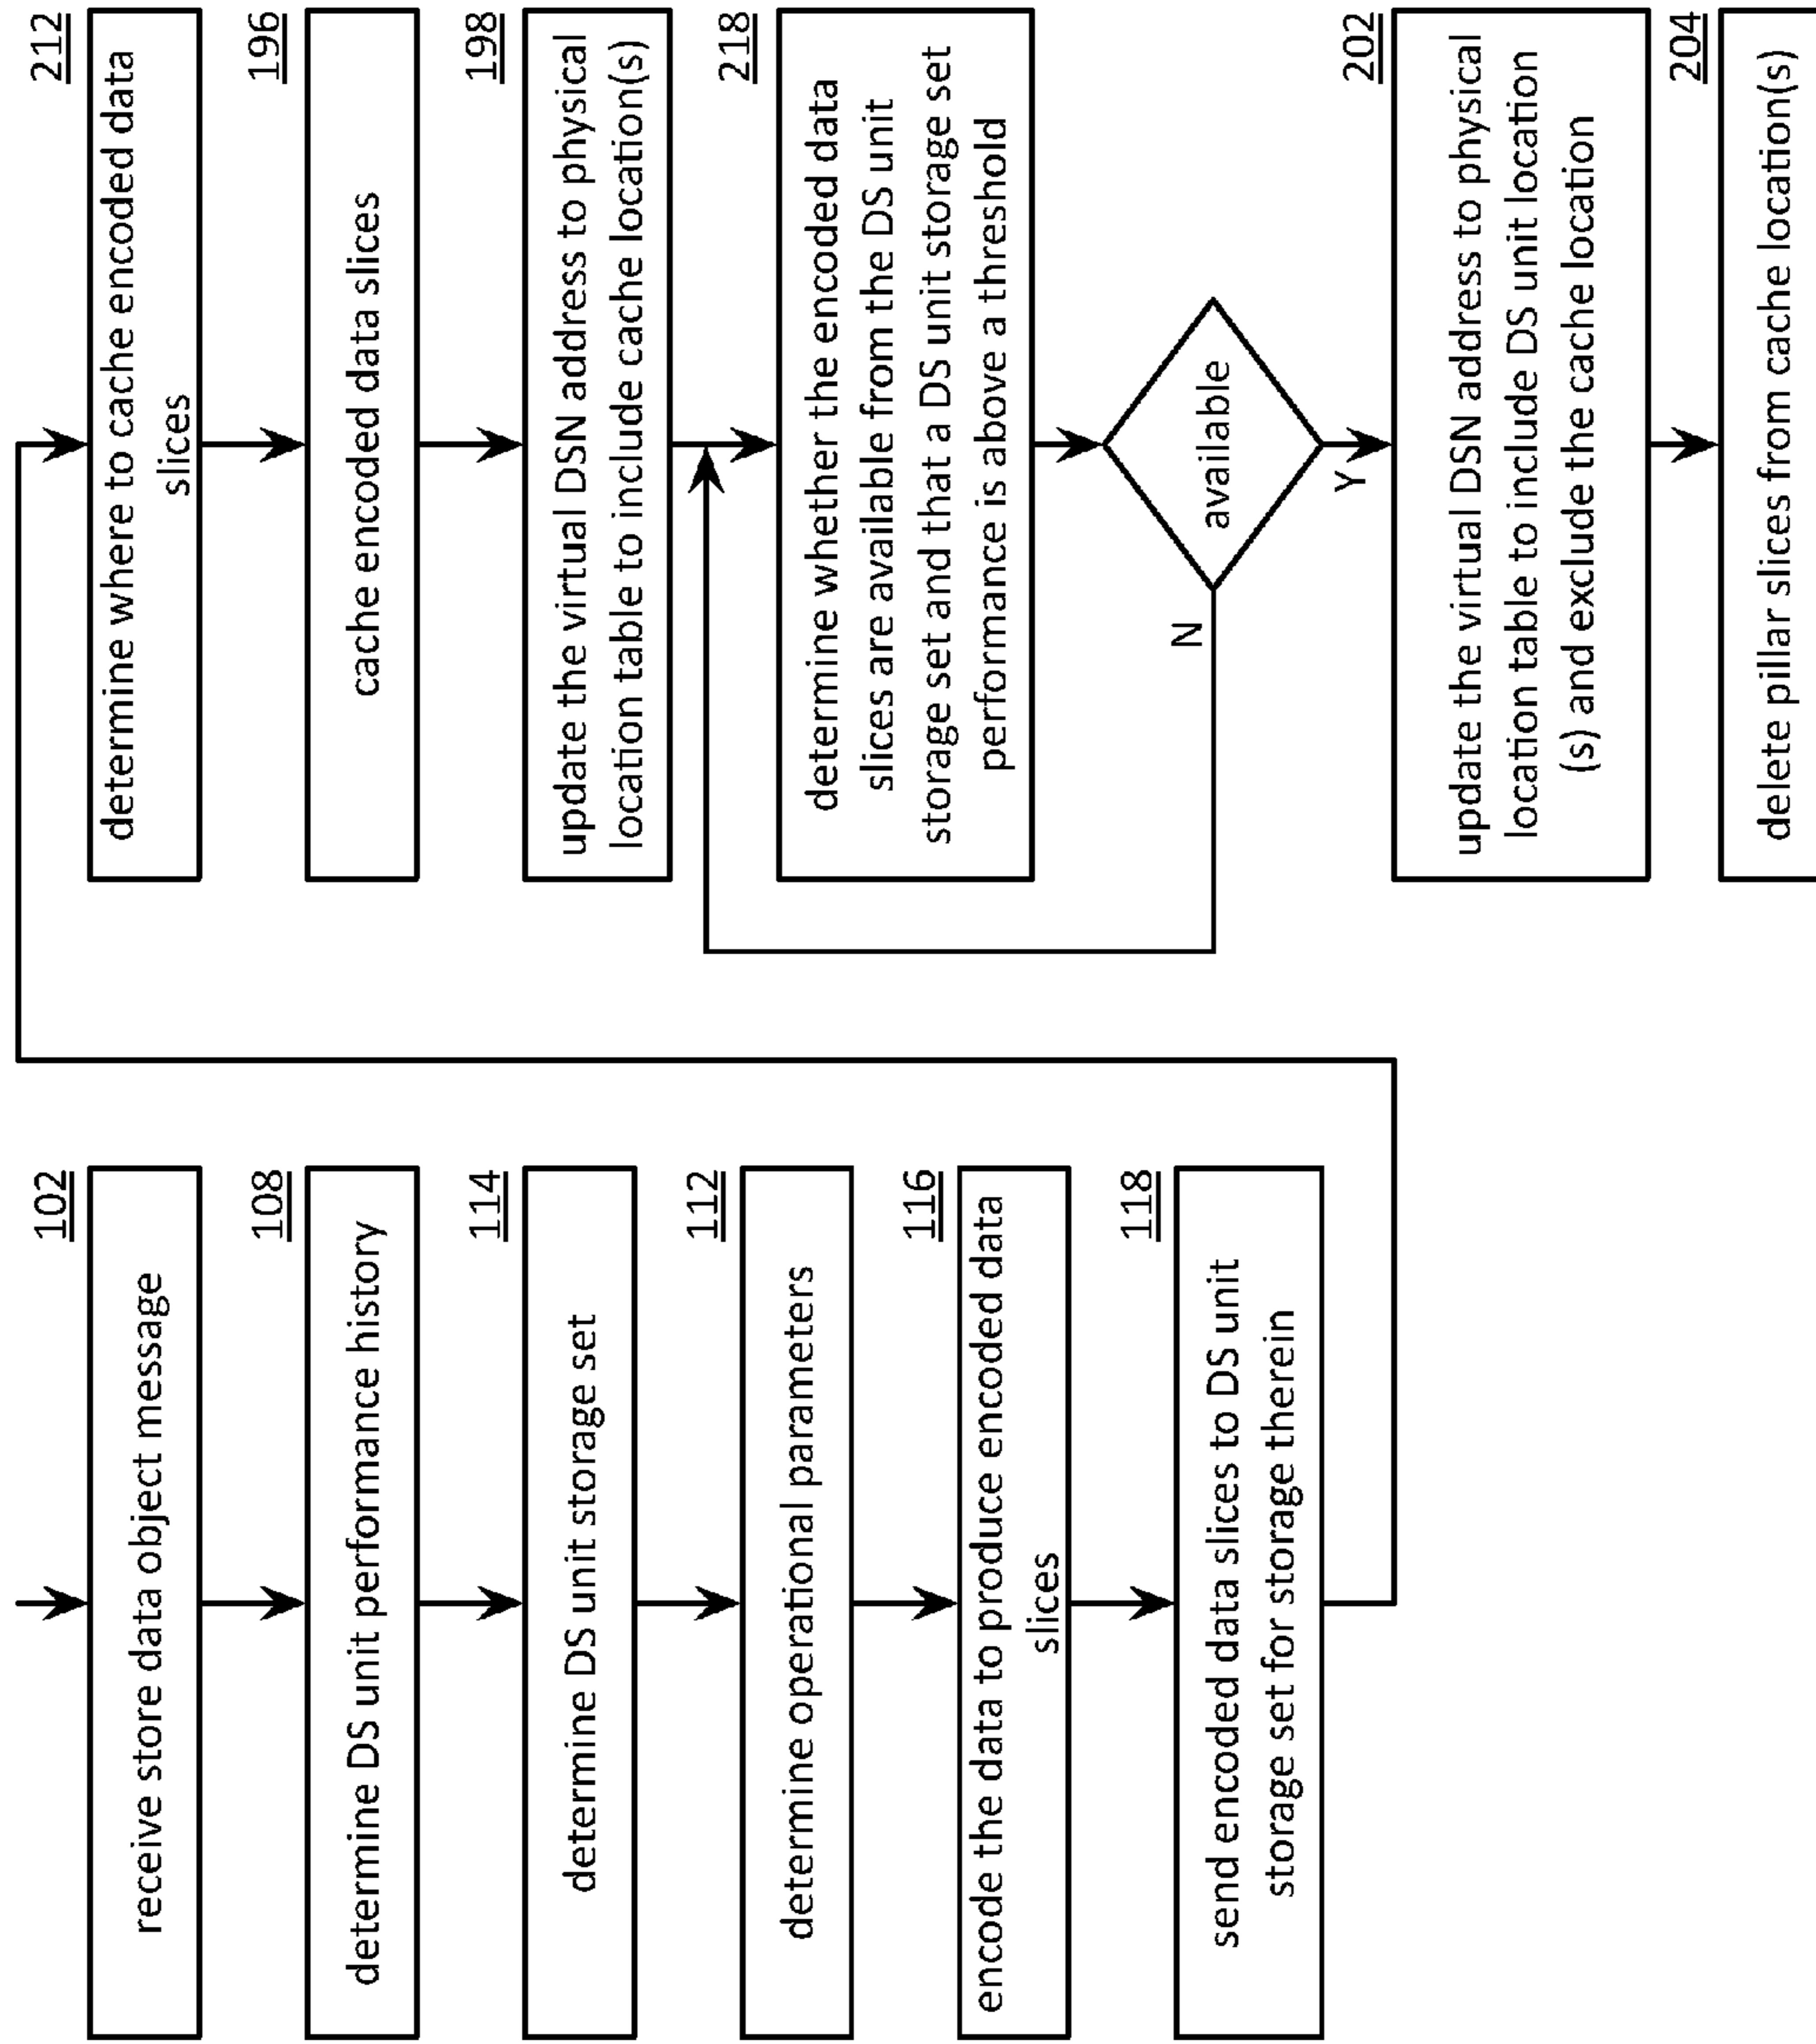 102
receive store data object message
108
determine DS unit performance history
114
determine DS unit storage set
112
determine operational parameters
116
encode the data to produce encoded data
slices
118
send encoded data slices to DS unit
storage set for storage therein
212
determine where to cache encoded data
slices
196
cache encoded data slices
198
update the virtual DSN address to physical
location table to include cache location(s)
218
determine whether the encoded data
slices are available from the DS unit
storage set and that a DS unit storage set
performance is above a threshold
available
N
Y
202
update the virtual DSN address to physical
location table to include DS unit location
(s) and exclude the cache location
204
delete pillar slices from cache location(s)